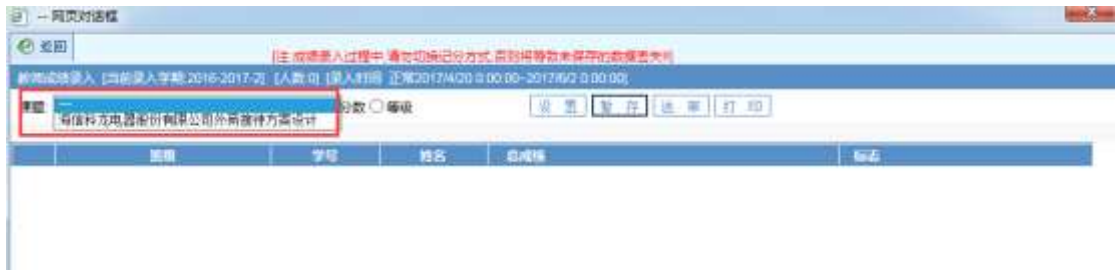 -- 网页对话框
返回
[注:成绩录入过程中,请勿切换记分方式,否则将导致未保存的数据丢失!]
教师成绩录入 [当前录入学期:2016-2017-2] [人数:0] [录入时间 正常2017/4/20 0:00:00~2017/6/2 0:00:00]
课题 --- 分数 等级 设 置 暂 存 送 审 打 印
海信科龙电器股份有限公司外商接待方案设计
学号 姓名 总成绩 标志